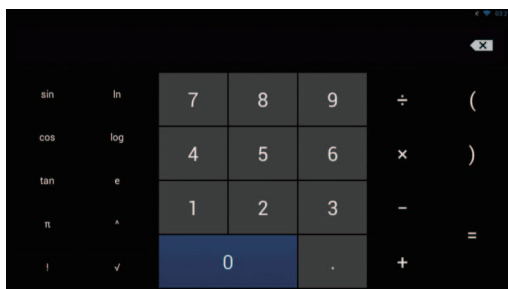 sin ln 7 8 9 ÷ (
cos log 4 5 6 × )
tan e 1 2 3 −
π ^ =
! √ 0 . +